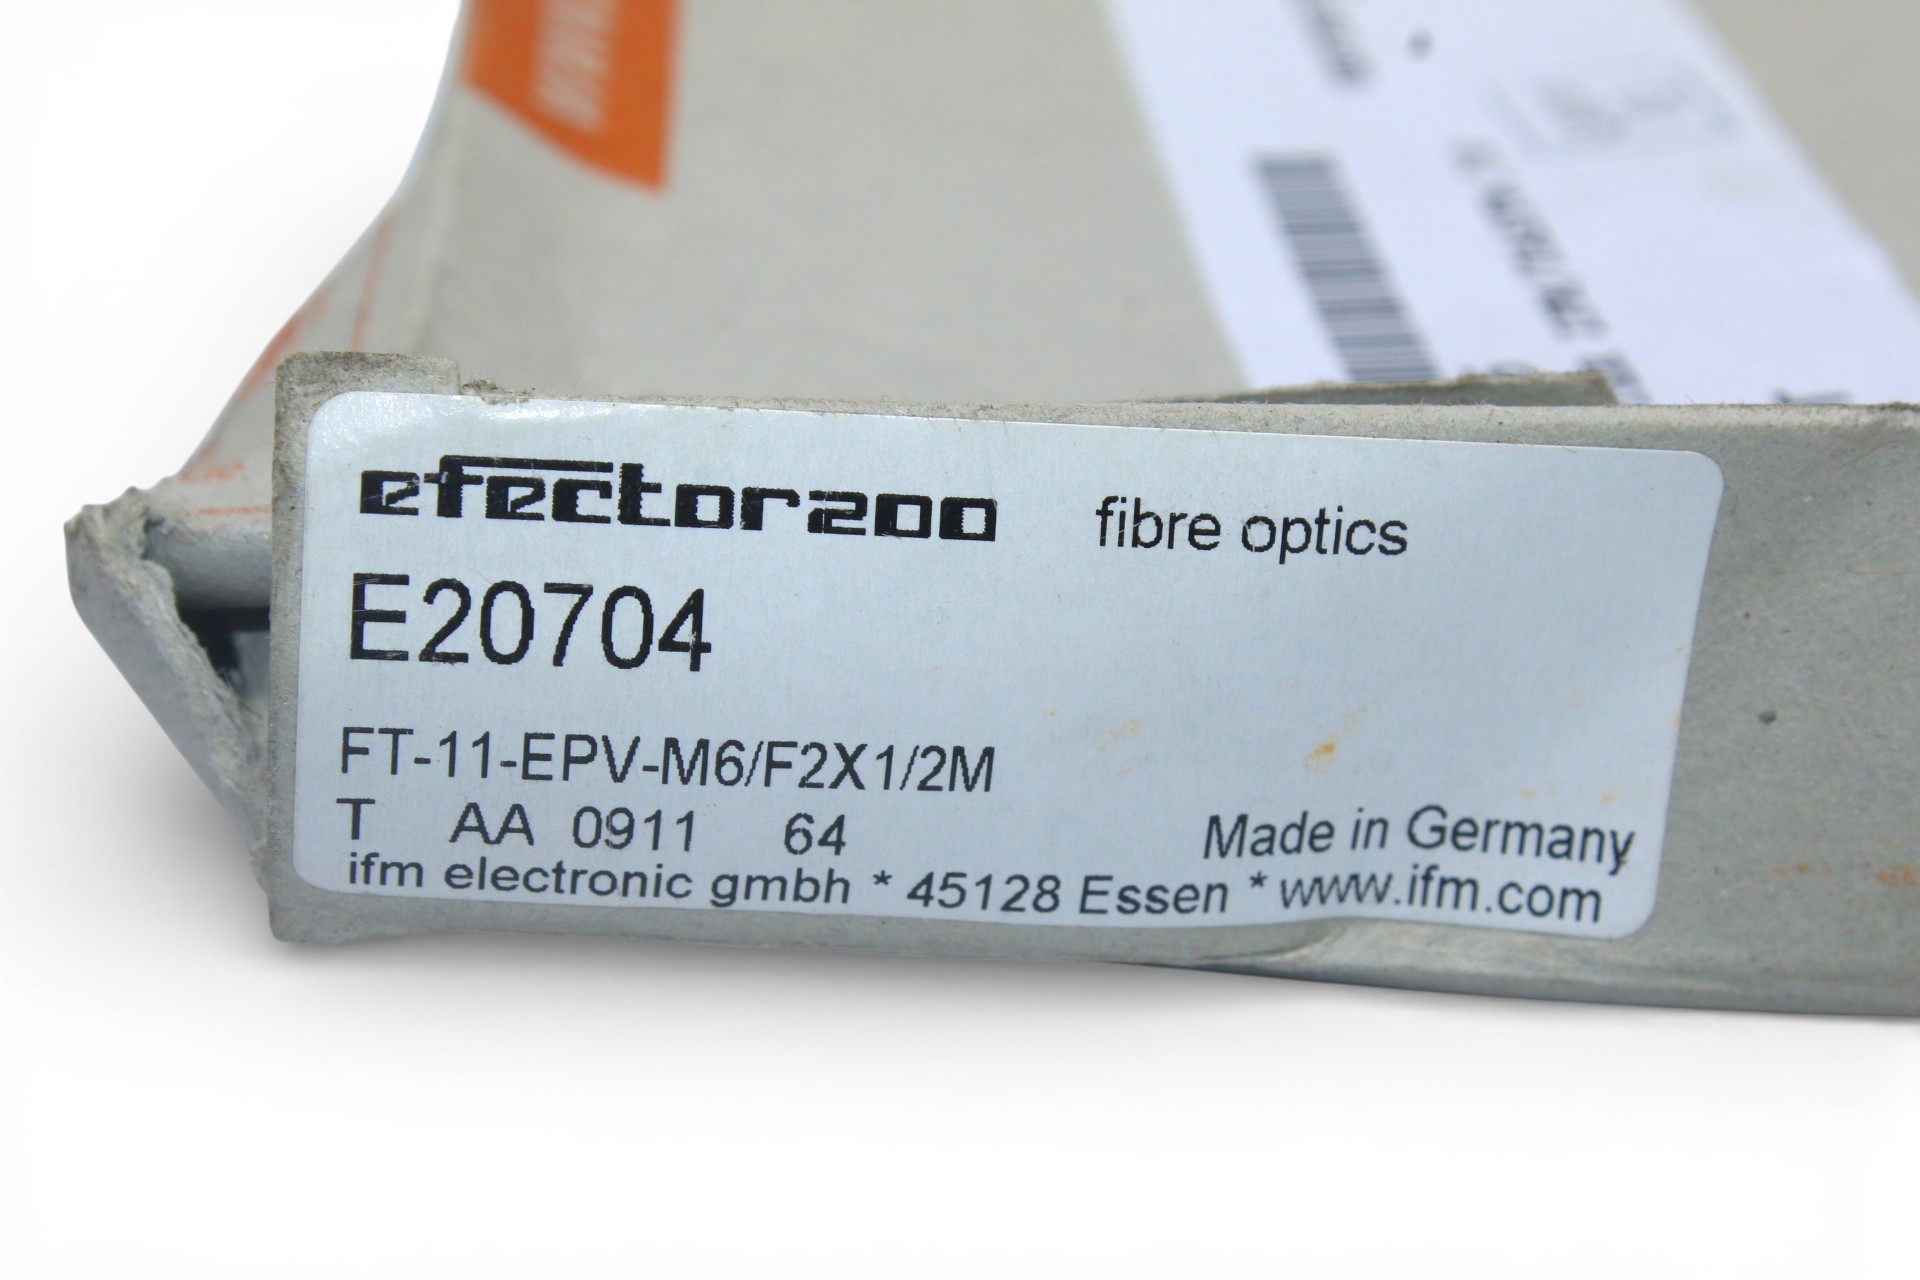 efector200 fibre optics
E20704
FT-11-EPV-M6/F2X1/2M
T AA 0911 64 Made in Germany
ifm electronic gmbh * 45128 Essen * www.ifm.com